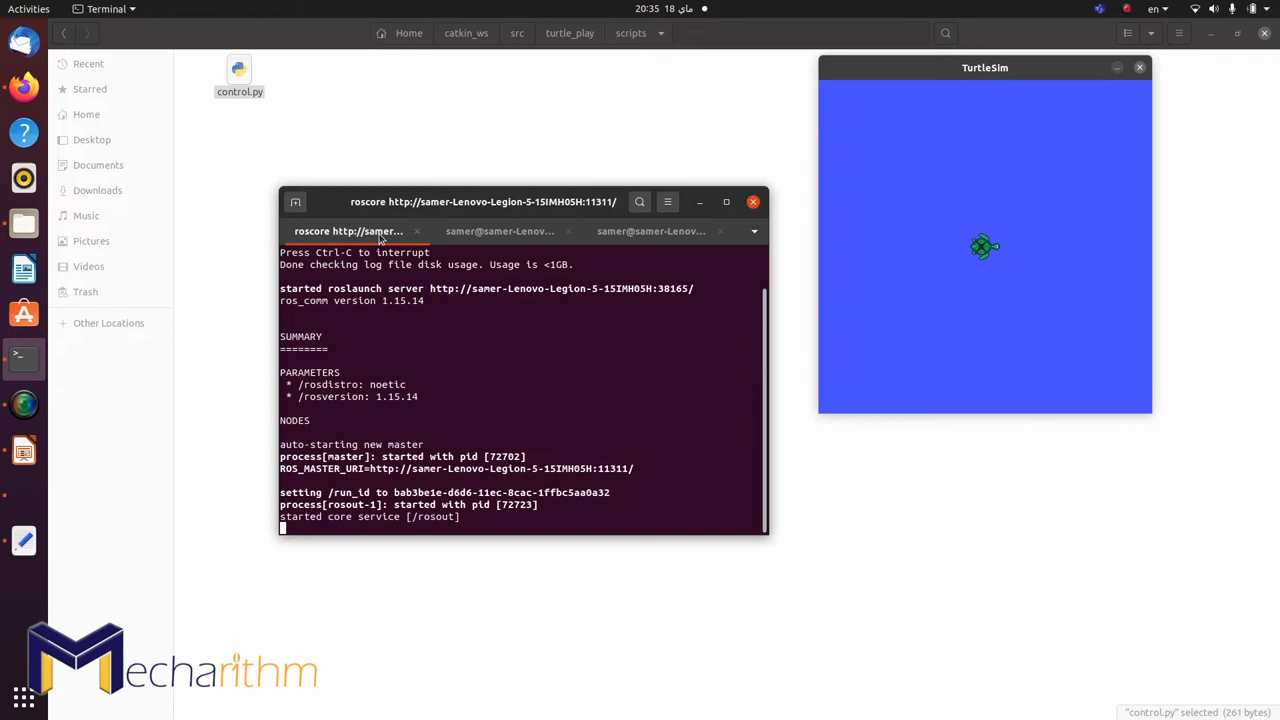 Activities
Terminal
20:35 18 ماي
en
Home
catkin_ws
src
turtle_play
scripts
Recent
Starred
Home
Desktop
Documents
Downloads
Music
Pictures
Videos
Trash
Other Locations
control.py
TurtleSim
roscore http://samer-Lenovo-Legion-5-15IMH05H:11311/
roscore http://samer...
samer@samer-Lenov...
samer@samer-Lenov...
Press Ctrl-C to interrupt
Done checking log file disk usage. Usage is <1GB.
started roslaunch server http://samer-Lenovo-Legion-5-15IMH05H:38165/
ros_comm version 1.15.14
SUMMARY
========
PARAMETERS
* /rosdistro: noetic
* /rosversion: 1.15.14
NODES
auto-starting new master
process[master]: started with pid [72702]
ROS_MASTER_URI=http://samer-Lenovo-Legion-5-15IMH05H:11311/
setting /run_id to bab3be1e-d6d6-11ec-8cac-1ffbc5aa0a32
process[rosout-1]: started with pid [72723]
started core service [/rosout]
Mecharithm
"control.py" selected (261 bytes)